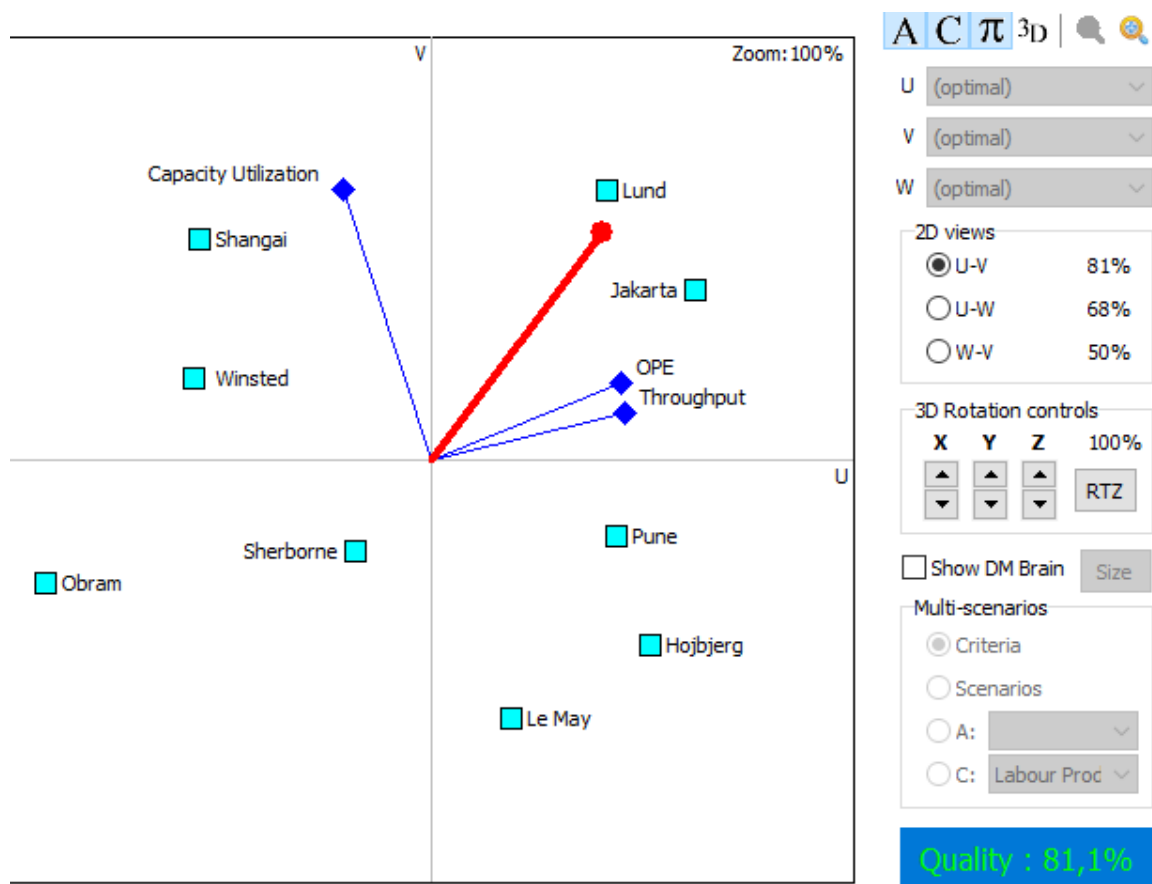 A C π 3D
V
Zoom: 100%
Capacity Utilization
Lund
Shangai
Jakarta
Winsted
OPE
Throughput
U
Sherborne
Pune
Obram
Hojbjerg
Le May
U (optimal)
V (optimal)
W (optimal)
2D views
U-V 81%
U-W 68%
W-V 50%
3D Rotation controls
X Y Z 100%
RTZ
Show DM Brain Size
Multi-scenarios
Criteria
Scenarios
A:
C: Labour Prod
Quality : 81,1%